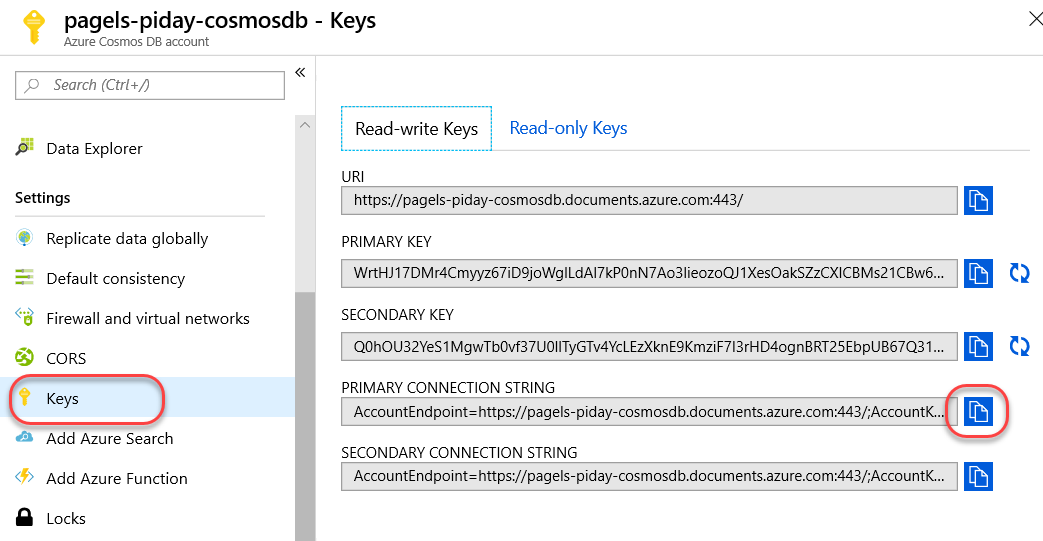 pagels-piday-cosmosdb - Keys
Azure Cosmos DB account
Search (Ctrl+/)
Data Explorer
Settings
Replicate data globally
Default consistency
Firewall and virtual networks
CORS
Keys
Add Azure Search
Add Azure Function
Locks
Read-write Keys
Read-only Keys
URI
https://pagels-piday-cosmosdb.documents.azure.com:443/
PRIMARY KEY
SECONDARY KEY
PRIMARY CONNECTION STRING
AccountEndpoint=https://pagels-piday-cosmosdb.documents.azure.com:443/;AccountK...
SECONDARY CONNECTION STRING
AccountEndpoint=https://pagels-piday-cosmosdb.documents.azure.com:443/;AccountK...